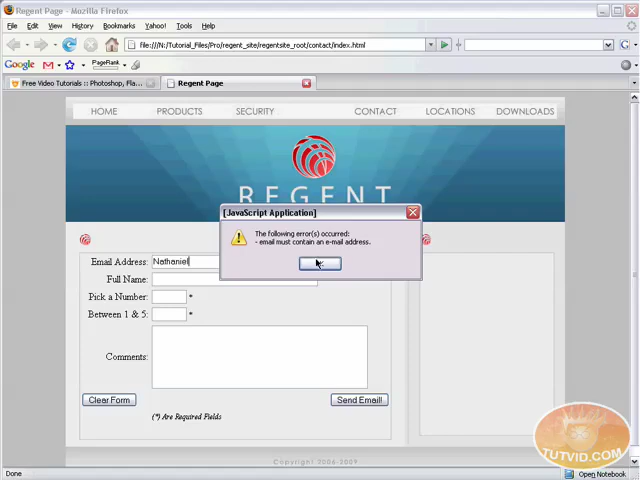 Regent Page - Mozilla Firefox
File Edit View History Bookmarks Yahoo! Tools Help
file:///N:/Tutorial_Files/Pro/regent_site/regentsite_root/contact/index.html
Google PageRank
Free Video Tutorials :: Photoshop, Fla... Regent Page
HOME PRODUCTS SECURITY CONTACT LOCATIONS DOWNLOADS
REGENT
[JavaScript Application]
The following error(s) occurred:
- email must contain an e-mail address.
Email Address: Nathaniel
Full Name:
Pick a Number: *
Between 1 & 5: *
Comments:
Clear Form Send Email!
(*) Are Required Fields
TUTVID.COM
Copyright 2006-2009
Done Open Notebook